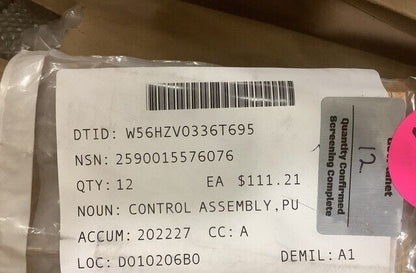 DTID: W56HZV0336T695
NSN: 2590015576076
QTY: 12 EA $111.21
NOUN: CONTROL ASSEMBLY,PU
ACCUM: 202227 CC: A
LOC: D010206B0 DEMIL: A1
Quantity Confirmed
Screening Complete
12